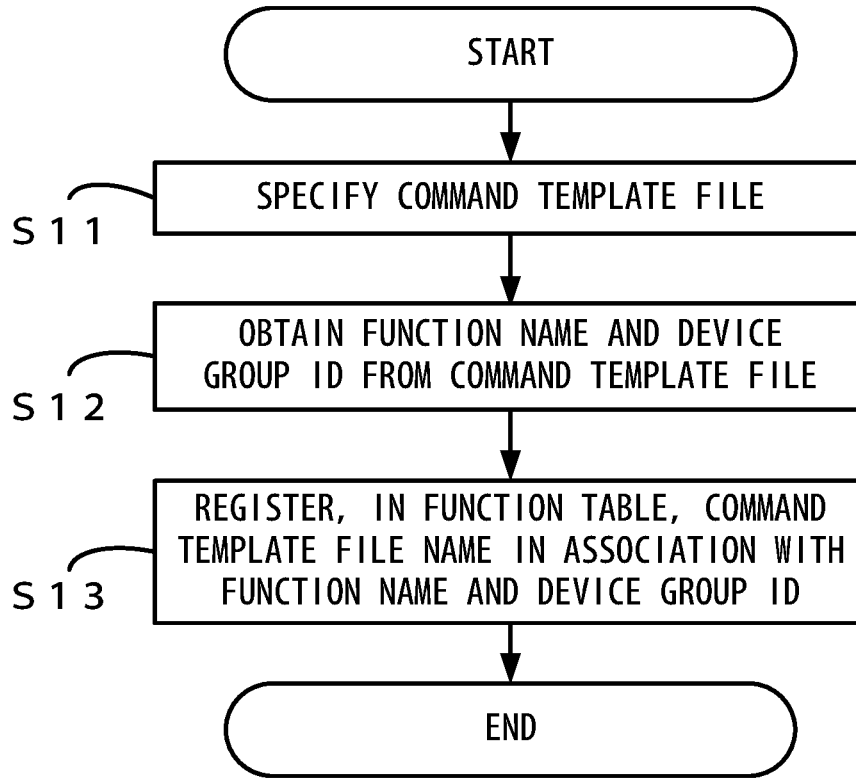 START
S11
SPECIFY COMMAND TEMPLATE FILE
S12
OBTAIN FUNCTION NAME AND DEVICE
GROUP ID FROM COMMAND TEMPLATE FILE
S13
REGISTER, IN FUNCTION TABLE, COMMAND
TEMPLATE FILE NAME IN ASSOCIATION WITH
FUNCTION NAME AND DEVICE GROUP ID
END